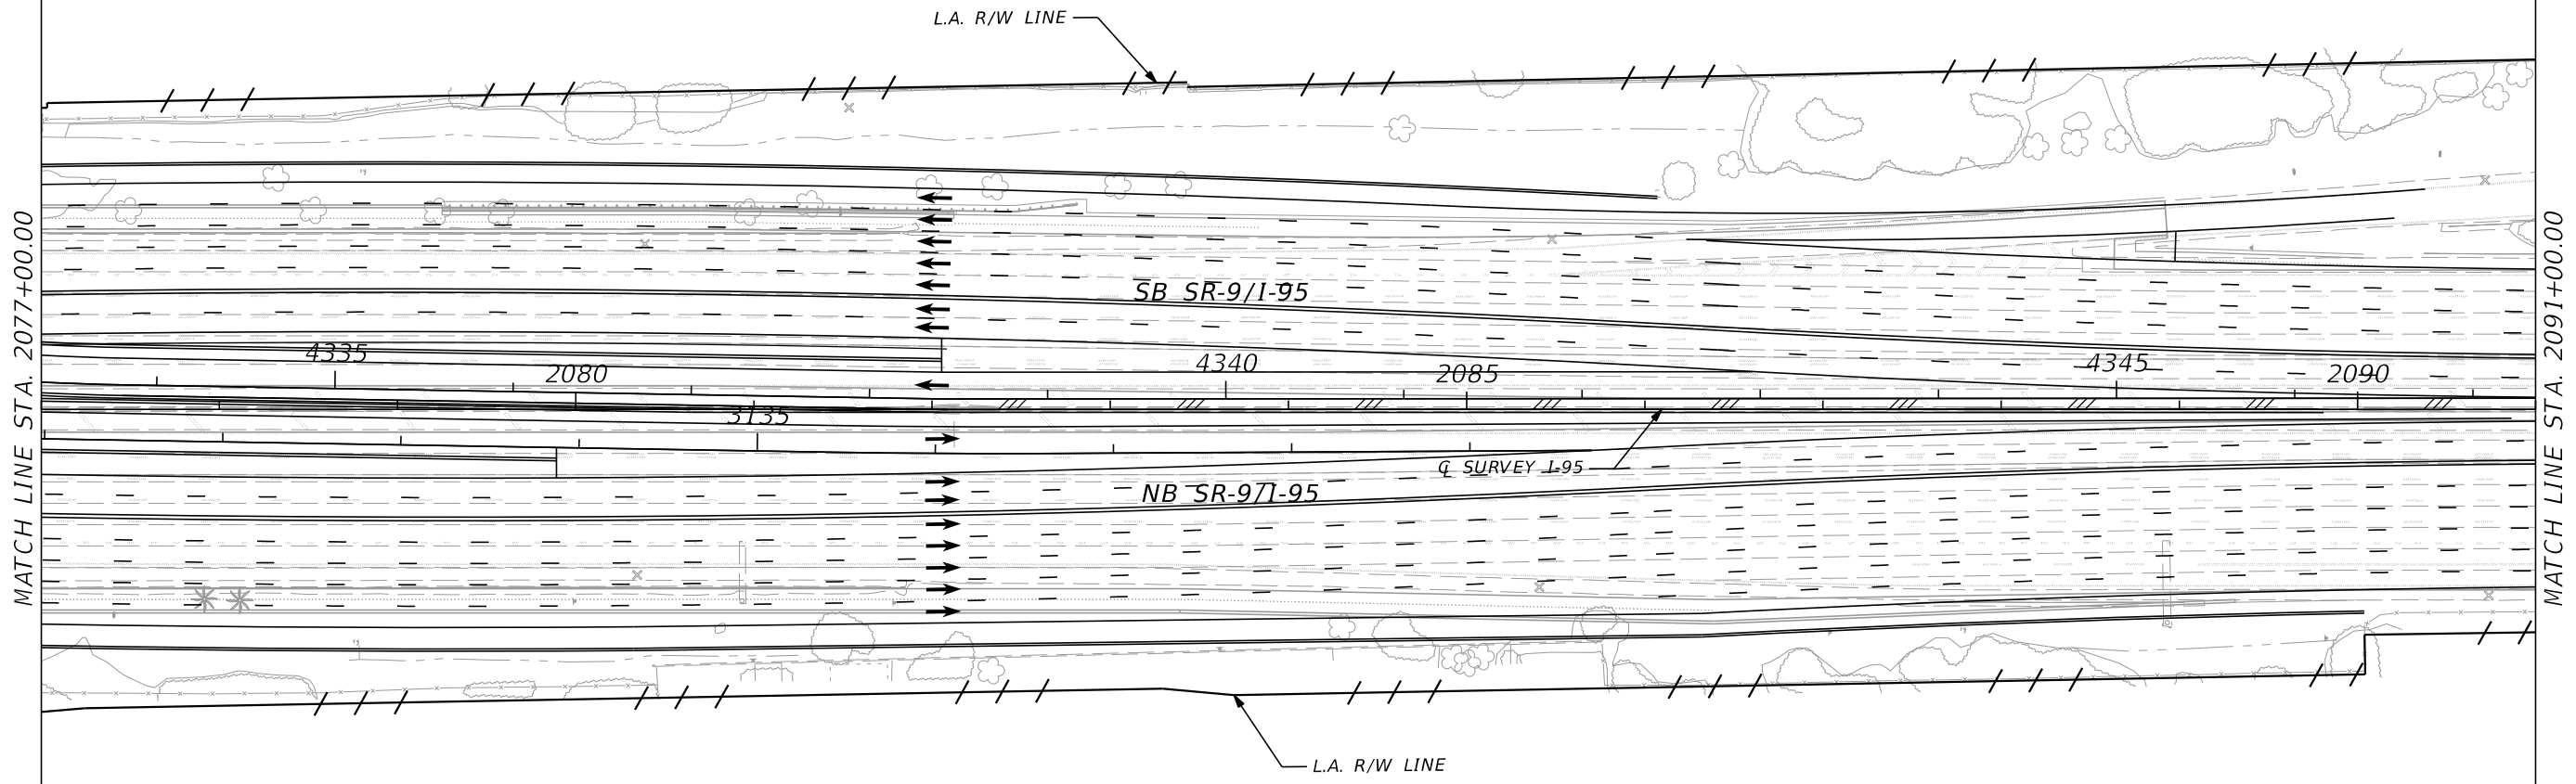 L.A. R/W LINE
MATCH LINE STA. 2077+00.00
MATCH LINE STA. 2091+00.00
SB SR-9/I-95
4335
2080
4340
2085
4345
2090
3135
℄ SURVEY I-95
NB SR-9/I-95
L.A. R/W LINE